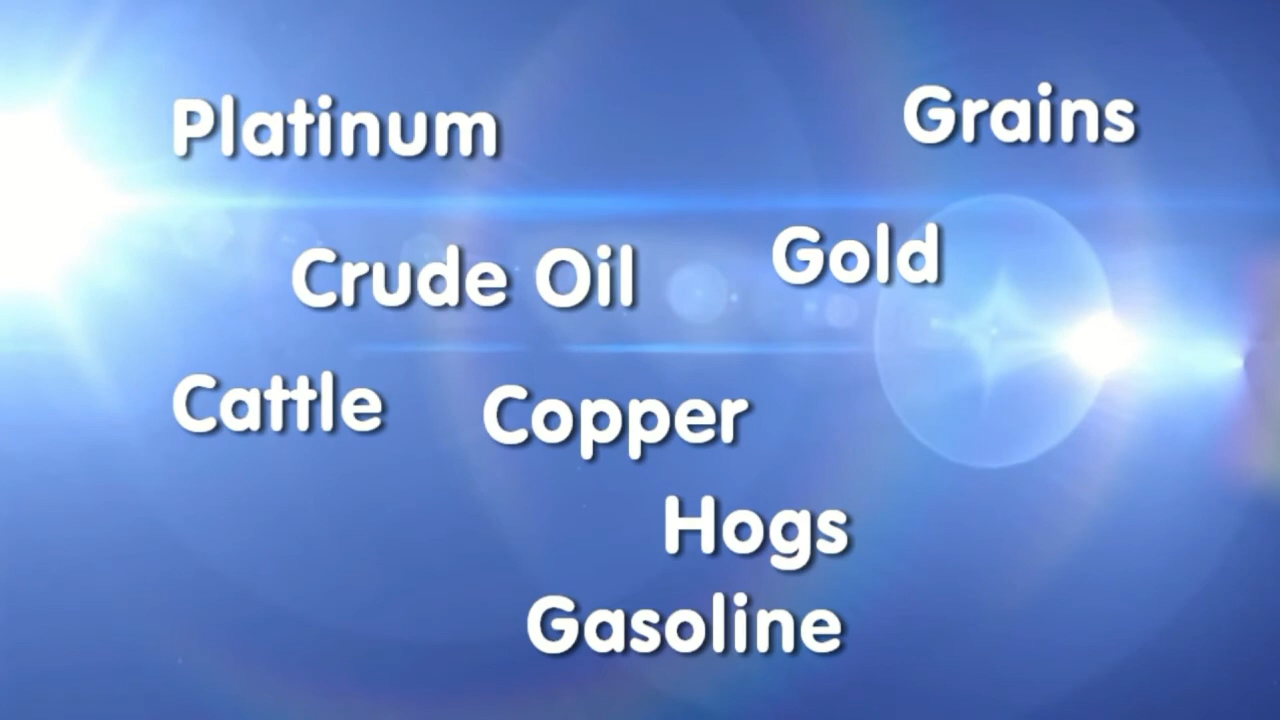 Platinum
Grains
Crude Oil
Gold
Cattle
Copper
Hogs
Gasoline